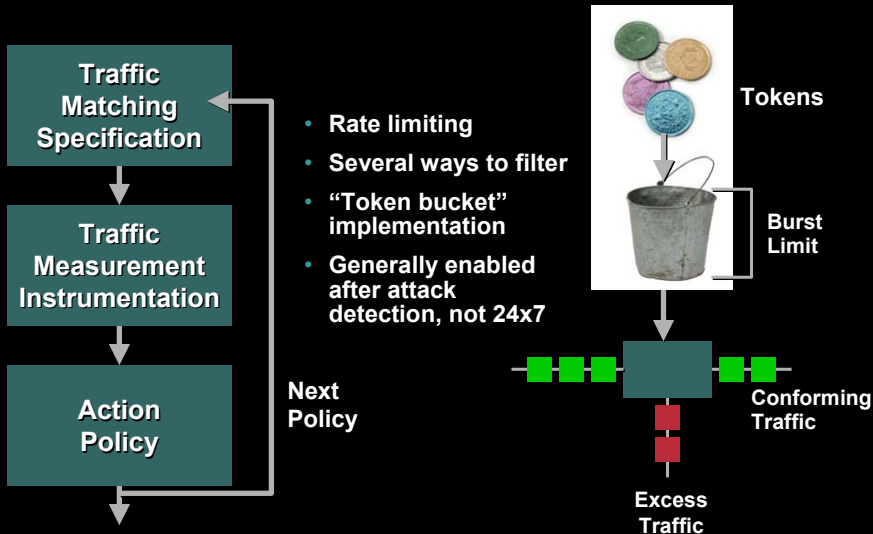 Traffic
Matching
Specification
Traffic
Measurement
Instrumentation
Action
Policy
Next
Policy
• Rate limiting
• Several ways to filter
• “Token bucket”
implementation
• Generally enabled
after attack
detection, not 24x7
Tokens
Burst
Limit
Conforming
Traffic
Excess
Traffic